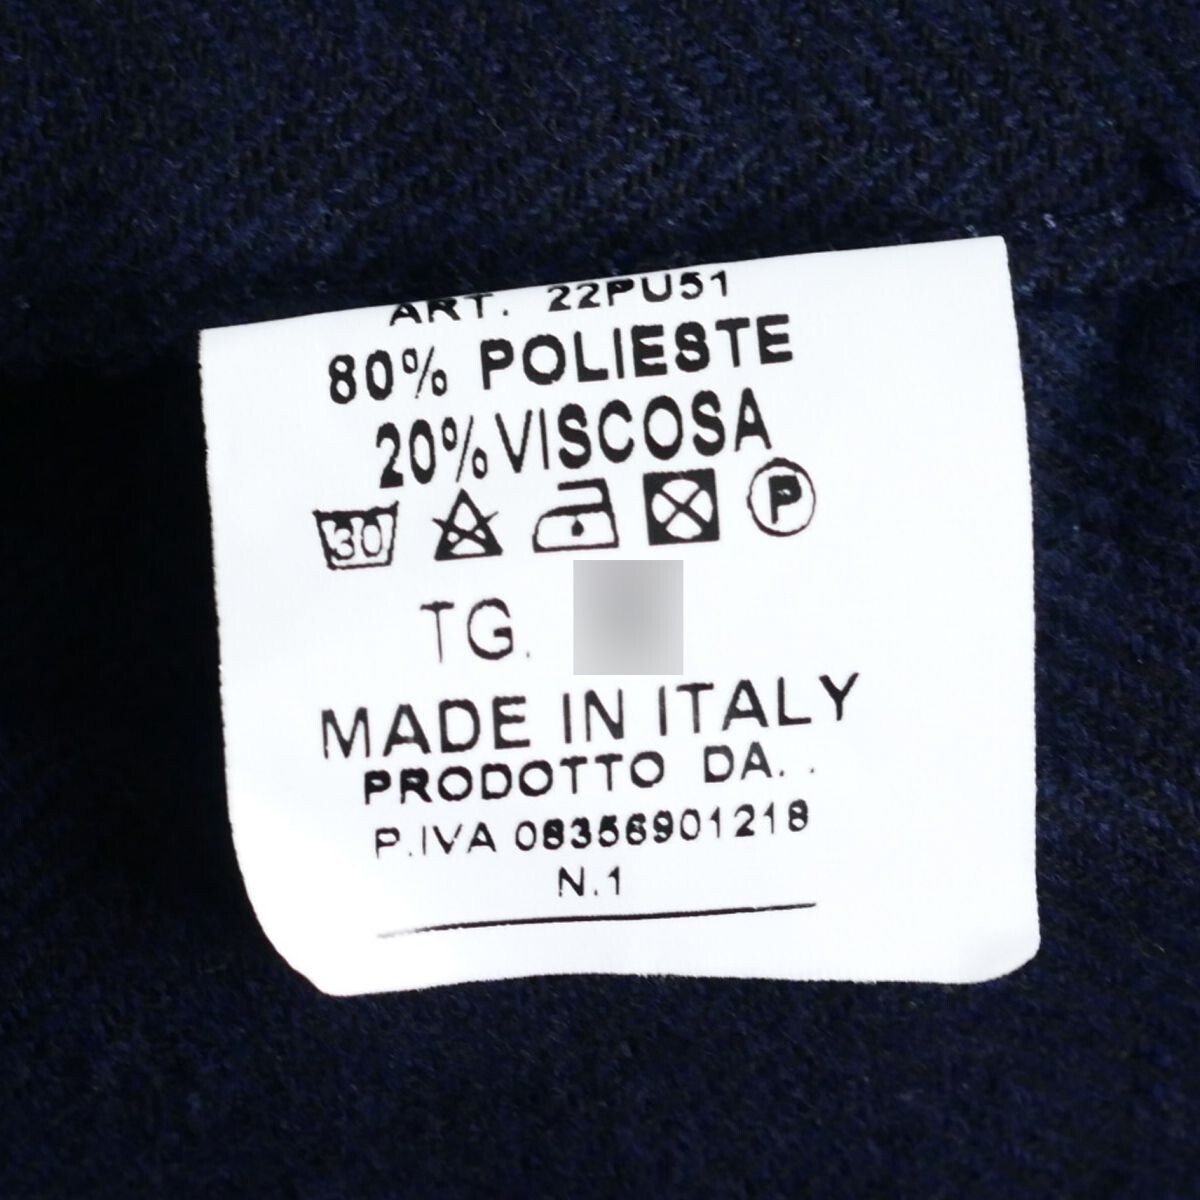 ART. 22PU51
80% POLIESTE
20% VISCOSA
30 P
TG.
MADE IN ITALY
PRODOTTO DA. .
P.IVA 08356901218
N.1